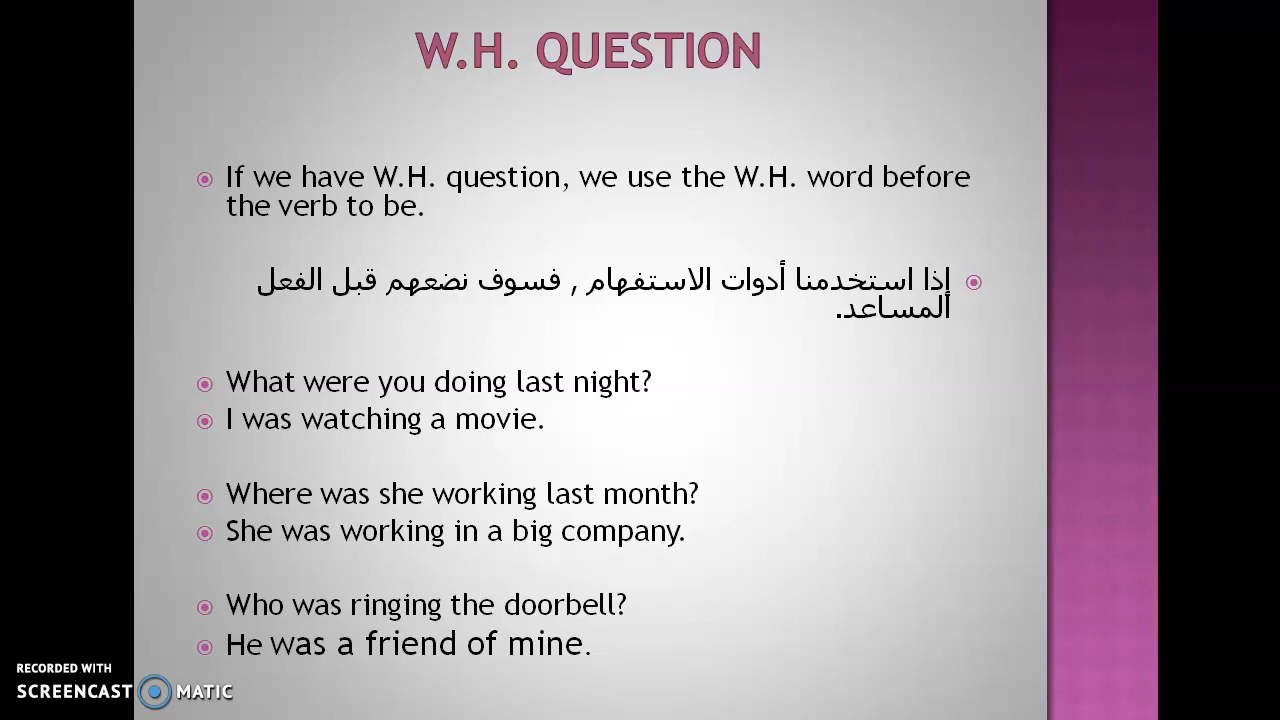 W.H. QUESTION
If we have W.H. question, we use the W.H. word before
the verb to be.
إذا استخدمنا أدوات الاستفهام , فسوف نضعهم قبل الفعل
المساعد.
What were you doing last night?
I was watching a movie.
Where was she working last month?
She was working in a big company.
Who was ringing the doorbell?
He was a friend of mine.
RECORDED WITH
SCREENCAST MATIC